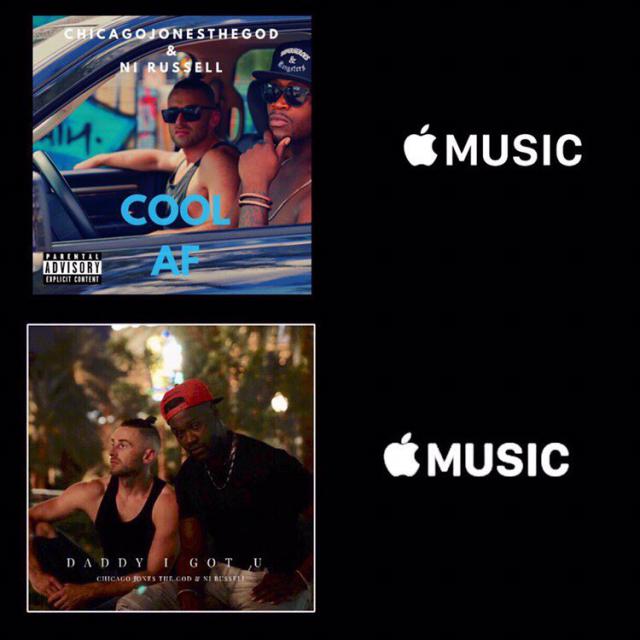 CHICAGOJONESTHEGOD
&
NI RUSSELL
COOL
AF
PARENTAL
ADVISORY
EXPLICIT CONTENT
MUSIC
DADDY I GOT U
CHICAGO JONES THE GOD & NI RUSSELL
MUSIC